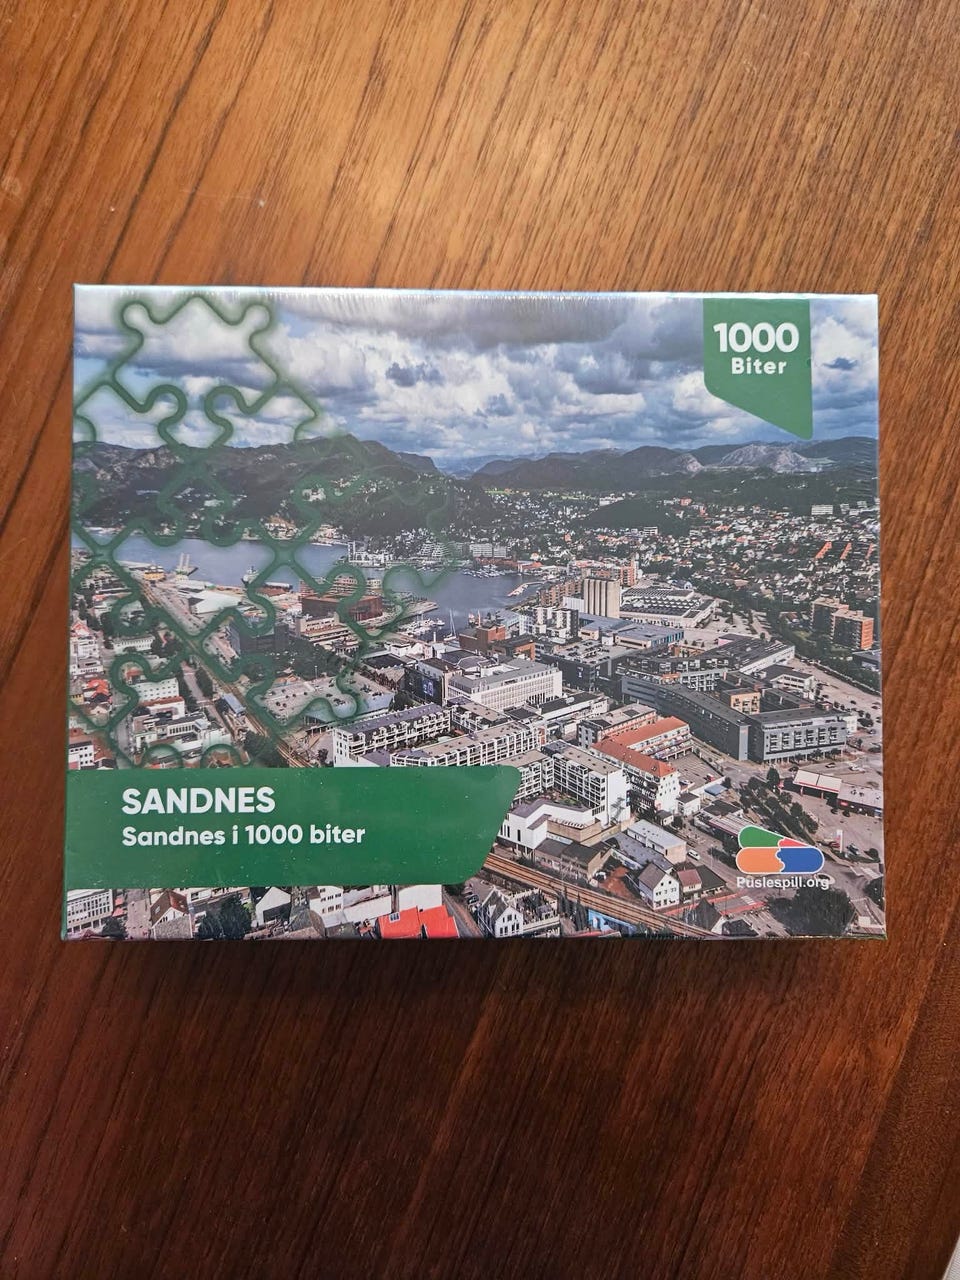 1000
Biter
SANDNES
Sandnes i 1000 biter
Puslespill.org